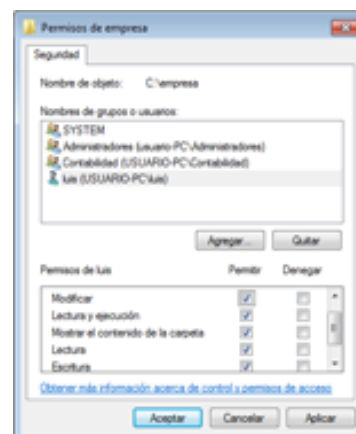 Permisos de empresa
Seguridad
Nombre de objeto: C:\empresa
Nombres de grupos o usuarios:
SYSTEM
Administradores (usuario-PC\Administradores)
Contabilidad (USUARIO-PC\Contabilidad)
luis (USUARIO-PC\luis)
Agregar... Quitar
Permisos de luis Permitir Denegar
Modificar
Lectura y ejecución
Mostrar el contenido de la carpeta
Lectura
Escritura
Obtener más información acerca de control y permisos de acceso
Aceptar Cancelar Aplicar